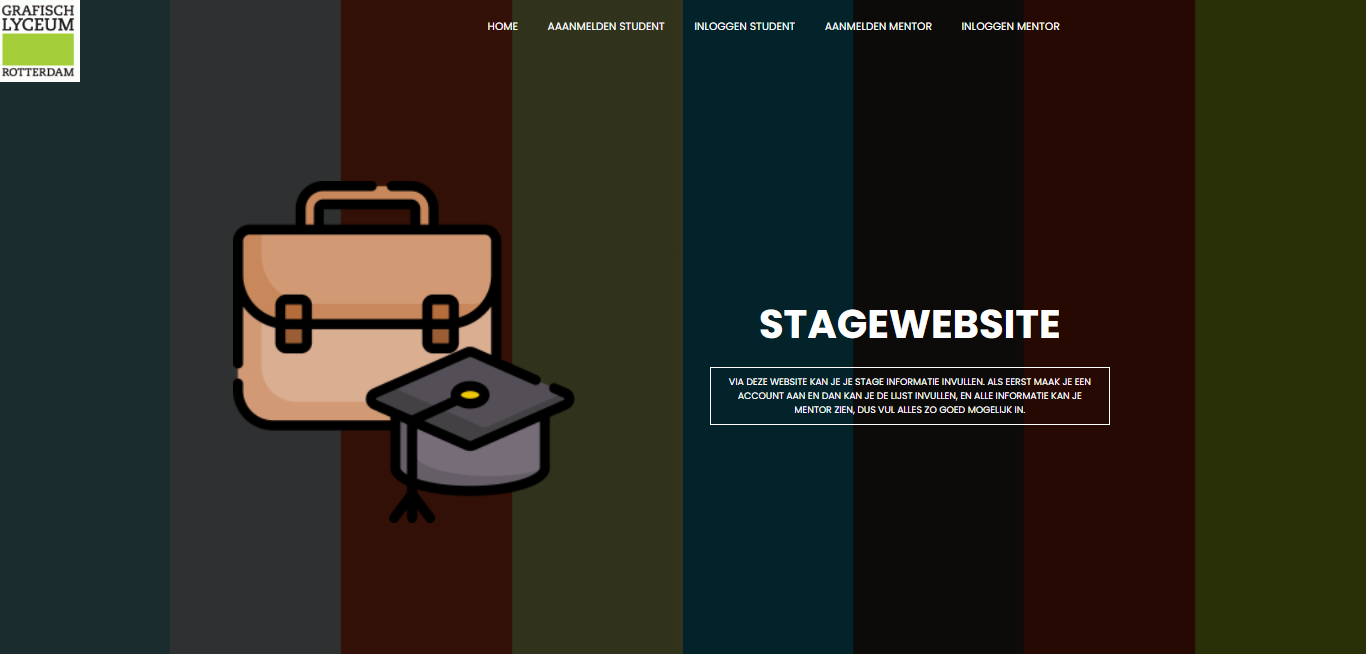 GRAFISCH
LYCEUM
ROTTERDAM
HOME AAANMELDEN STUDENT INLOGGEN STUDENT AANMELDEN MENTOR INLOGGEN MENTOR
STAGEWEBSITE
VIA DEZE WEBSITE KAN JE JE STAGE INFORMATIE INVULLEN. ALS EERST MAAK JE EEN
ACCOUNT AAN EN DAN KAN JE DE LIJST INVULLEN, EN ALLE INFORMATIE KAN JE
MENTOR ZIEN, DUS VUL ALLES ZO GOED MOGELIJK IN.